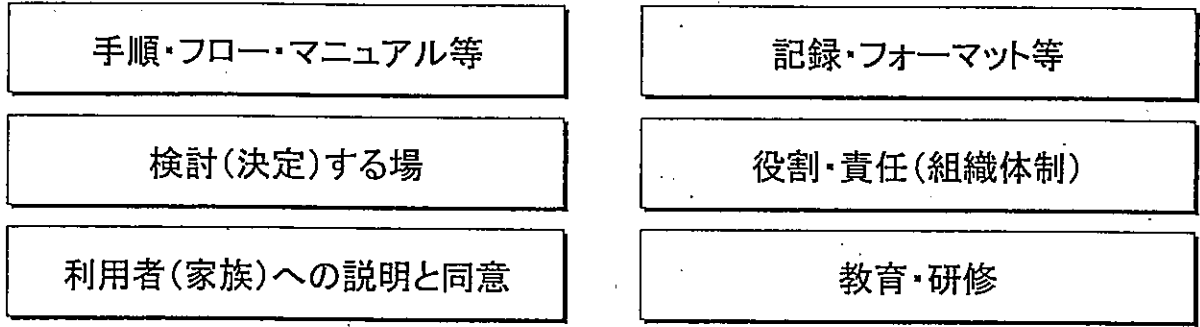 手順・フロー・マニュアル等
記録・フォーマット等
検討(決定)する場
役割・責任(組織体制)
利用者(家族)への説明と同意
教育・研修